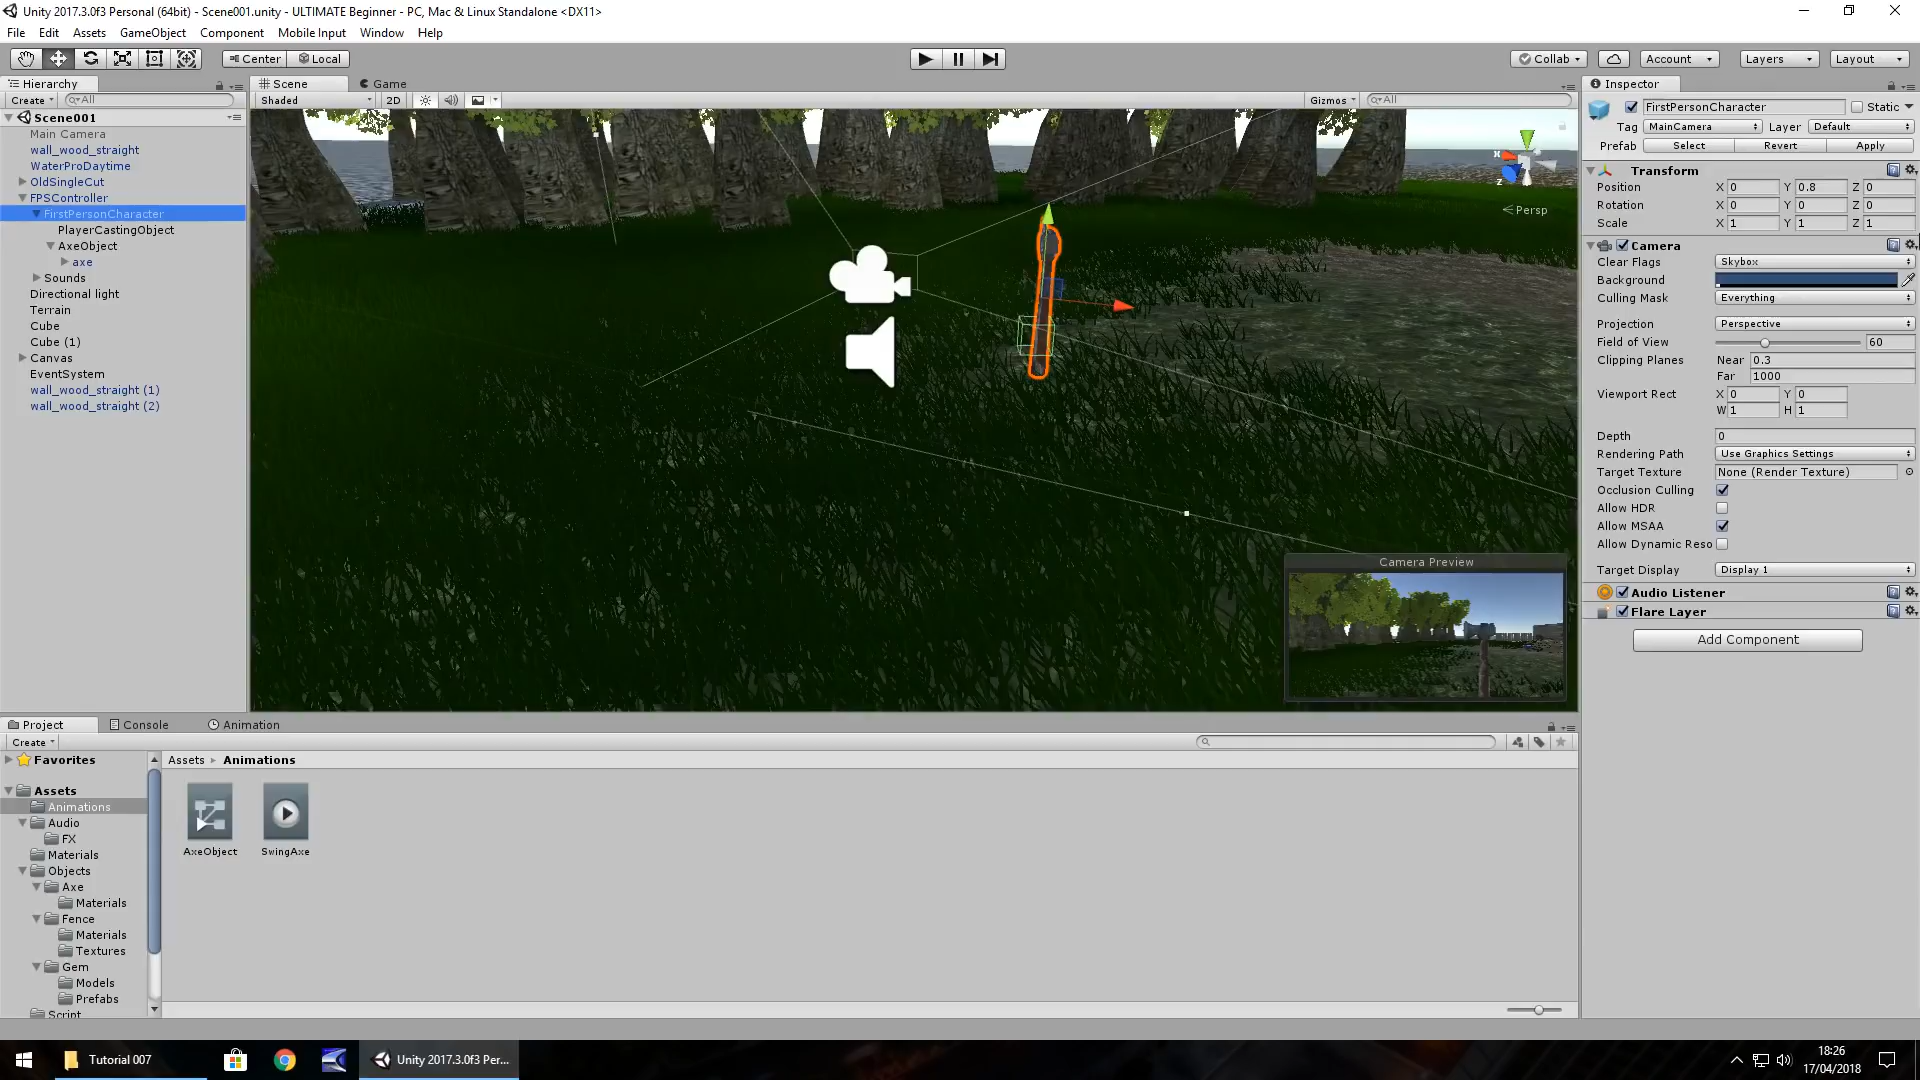 Unity 2017.3.0f3 Personal (64bit) - Scene001.unity - ULTIMATE Beginner - PC, Mac & Linux Standalone <DX11>
File Edit Assets GameObject Component Mobile Input Window Help
Center Local Collab Account Layers Layout
Hierarchy
Create All
Scene001
Main Camera
wall_wood_straight
WaterProDaytime
OldSingleCut
FPSController
FirstPersonCharacter
PlayerCastingObject
AxeObject
axe
Sounds
Directional light
Terrain
Cube
Cube (1)
Canvas
EventSystem
wall_wood_straight (1)
wall_wood_straight (2)
Scene Game
Shaded 2D Gizmos All
x
z
Persp
Camera Preview
Inspector
FirstPersonCharacter Static
Tag MainCamera Layer Default
Prefab Select Revert Apply
Transform
Position X 0 Y 0.8 Z 0
Rotation X 0 Y 0 Z 0
Scale X 1 Y 1 Z 1
Camera
Clear Flags Skybox
Background
Culling Mask Everything
Projection Perspective
Field of View 60
Clipping Planes Near 0.3
Far 1000
Viewport Rect X 0 Y 0
W 1 H 1
Depth 0
Rendering Path Use Graphics Settings
Target Texture None (Render Texture)
Occlusion Culling
Allow HDR
Allow MSAA
Allow Dynamic Reso
Target Display Display 1
Audio Listener
Flare Layer
Add Component
Project Console Animation
Create
Favorites
Assets
Animations
Audio
FX
Materials
Objects
Axe
Materials
Fence
Materials
Textures
Gem
Models
Prefabs
Script
Assets Animations
AxeObject SwingAxe
Tutorial 007 Unity 2017.3.0f3 Per...
18:26
17/04/2018